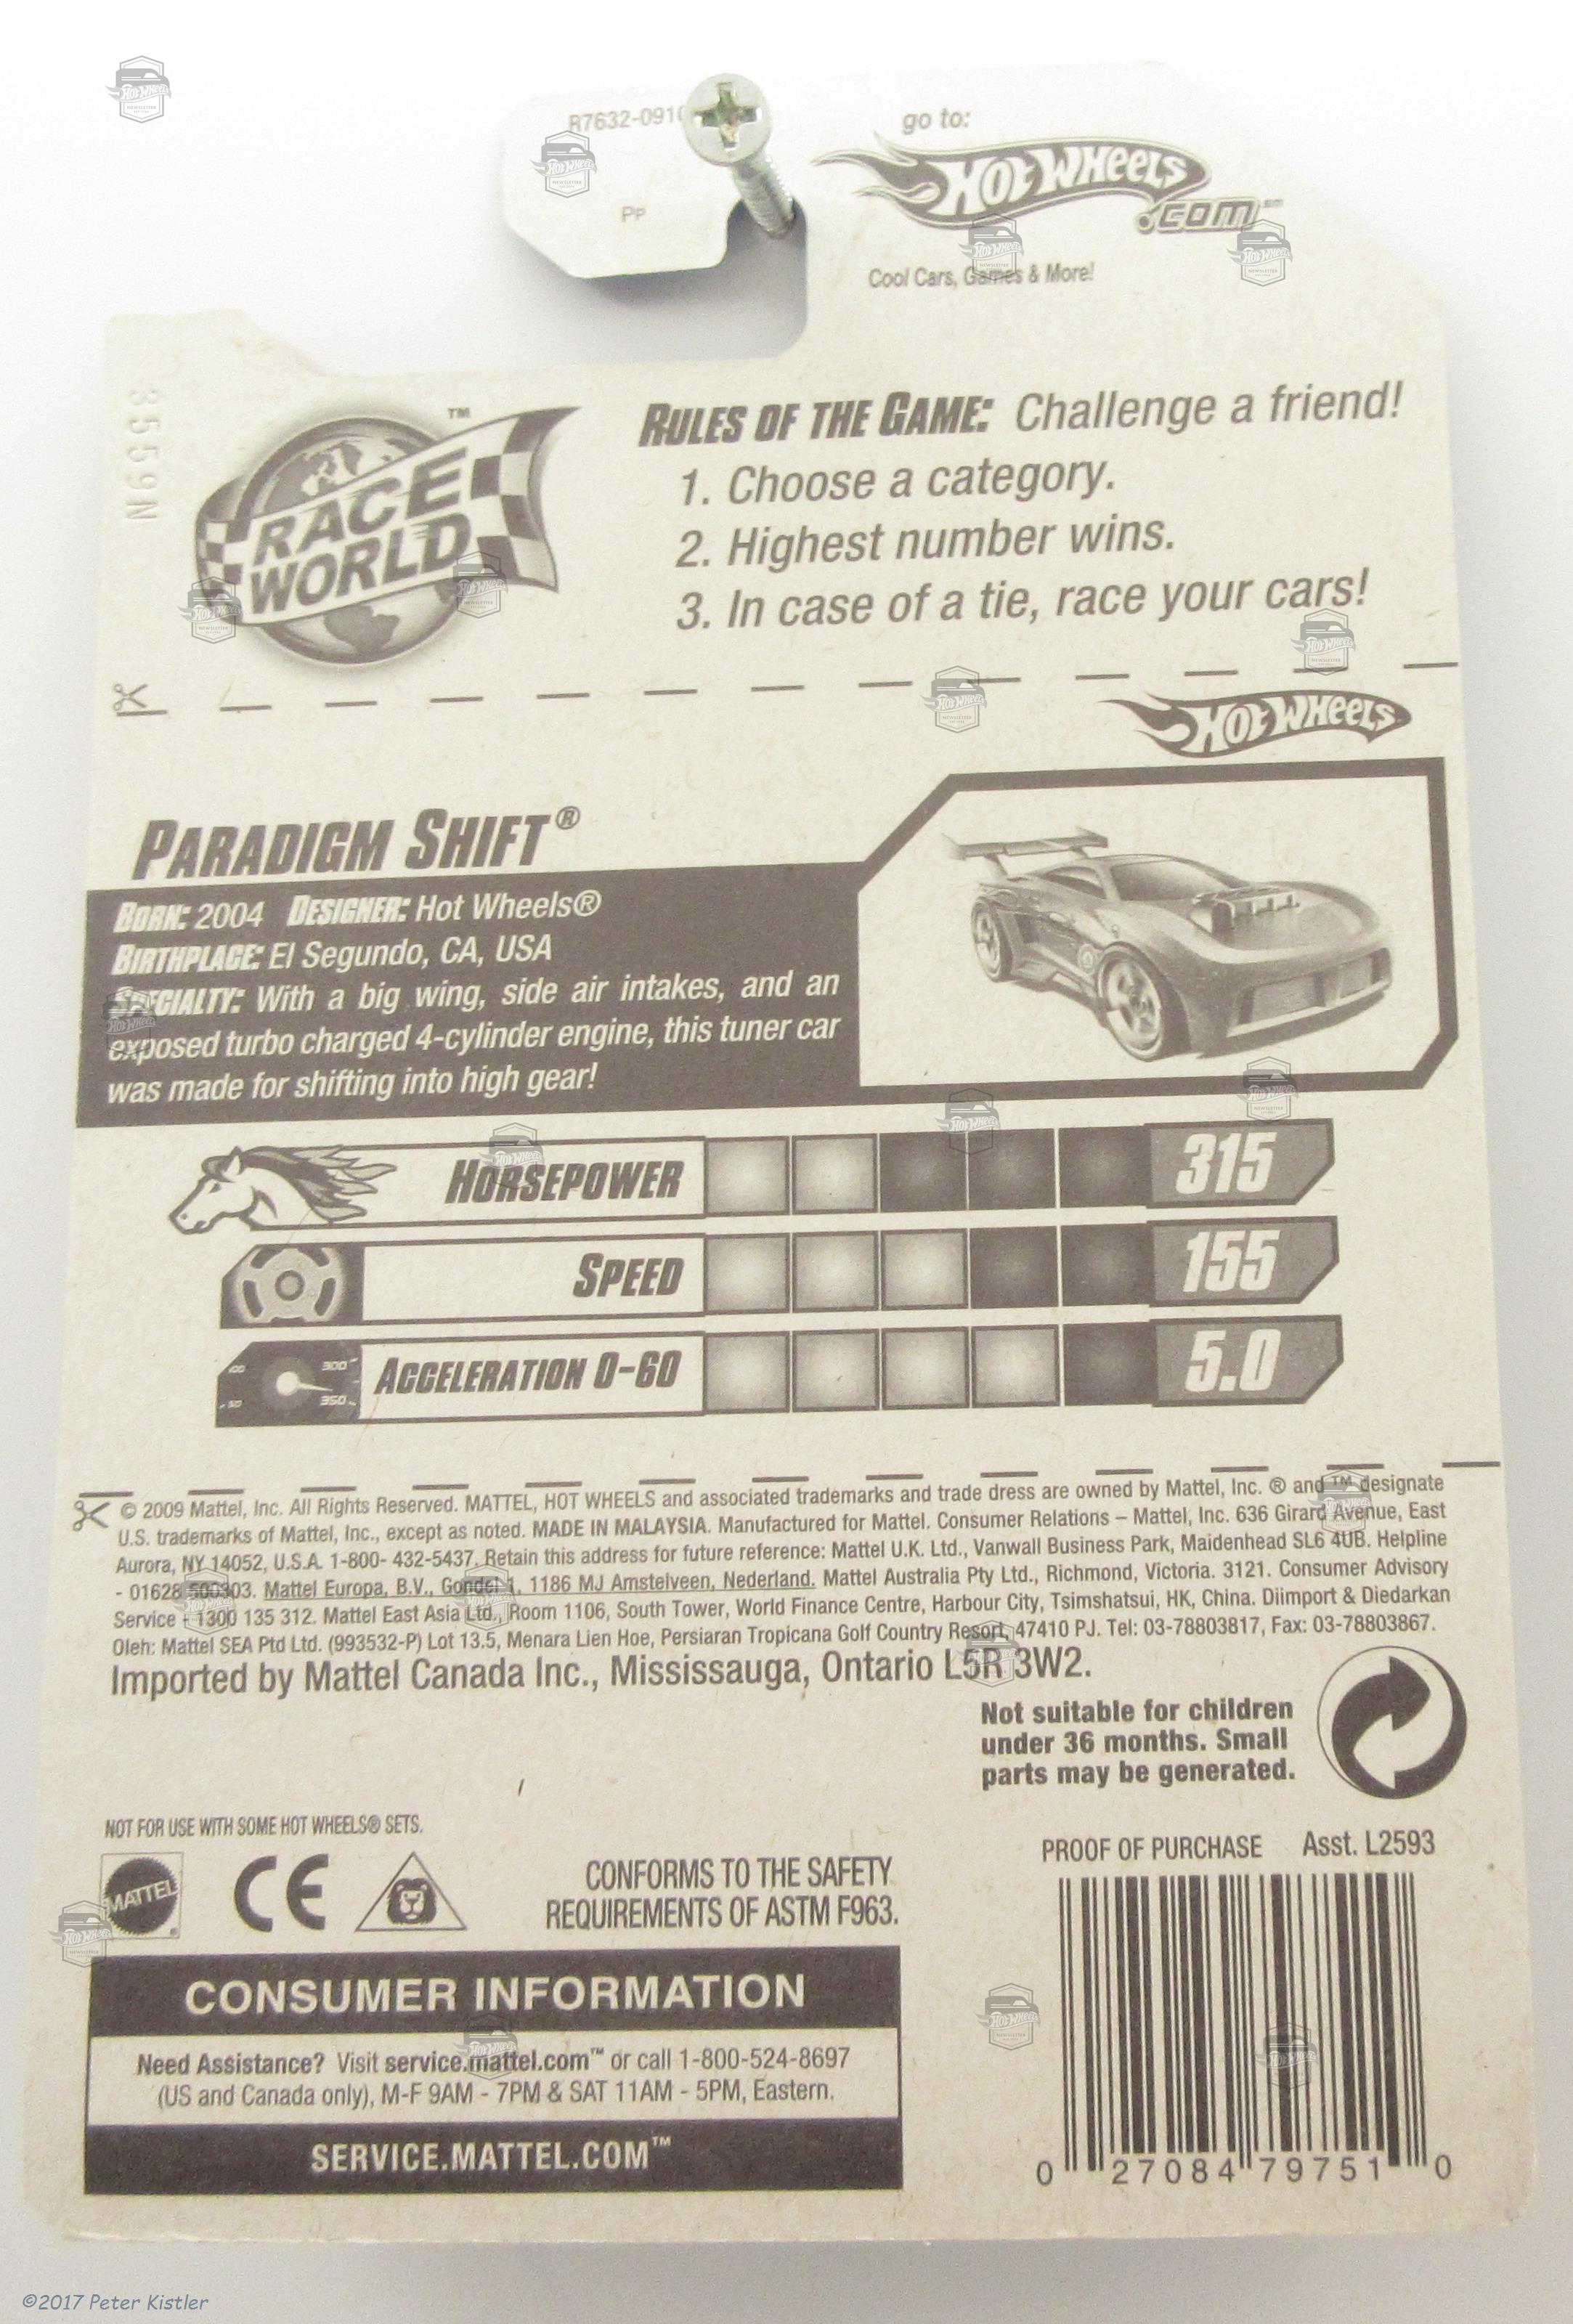 R7632-0910
Pp
go to:
HOT WHEELS
.COM
Cool Cars, Games & More!
3559N
RACE
WORLD
™
RULES OF THE GAME: Challenge a friend!
1. Choose a category.
2. Highest number wins.
3. In case of a tie, race your cars!
HOT WHEELS
PARADIGM SHIFT®
BORN: 2004 DESIGNER: Hot Wheels®
BIRTHPLACE: El Segundo, CA, USA
SPECIALTY: With a big wing, side air intakes, and an
exposed turbo charged 4-cylinder engine, this tuner car
was made for shifting into high gear!
HORSEPOWER 315
SPEED 155
ACCELERATION 0-60 5.0
© 2009 Mattel, Inc. All Rights Reserved. MATTEL, HOT WHEELS and associated trademarks and trade dress are owned by Mattel, Inc. ® and ™ designate
U.S. trademarks of Mattel, Inc., except as noted. MADE IN MALAYSIA. Manufactured for Mattel. Consumer Relations – Mattel, Inc. 636 Girard Avenue, East
Aurora, NY 14052, U.S.A. 1-800- 432-5437. Retain this address for future reference: Mattel U.K. Ltd., Vanwall Business Park, Maidenhead SL6 4UB. Helpline
- 01628 500303. Mattel Europa, B.V., Gondel 1, 1186 MJ Amstelveen, Nederland. Mattel Australia Pty Ltd., Richmond, Victoria. 3121. Consumer Advisory
Service - 1300 135 312. Mattel East Asia Ltd., Room 1106, South Tower, World Finance Centre, Harbour City, Tsimshatsui, HK, China. Diimport & Diedarkan
Oleh: Mattel SEA Ptd Ltd. (993532-P) Lot 13.5, Menara Lien Hoe, Persiaran Tropicana Golf Country Resort, 47410 PJ. Tel: 03-78803817, Fax: 03-78803867.
Imported by Mattel Canada Inc., Mississauga, Ontario L5R 3W2.
Not suitable for children
under 36 months. Small
parts may be generated.
NOT FOR USE WITH SOME HOT WHEELS® SETS.
MATTEL
CE
CONFORMS TO THE SAFETY
REQUIREMENTS OF ASTM F963.
PROOF OF PURCHASE Asst. L2593
CONSUMER INFORMATION
Need Assistance? Visit service.mattel.com™ or call 1-800-524-8697
(US and Canada only), M-F 9AM - 7PM & SAT 11AM - 5PM, Eastern.
SERVICE.MATTEL.COM™
0 27084 79751 0
©2017 Peter Kistler